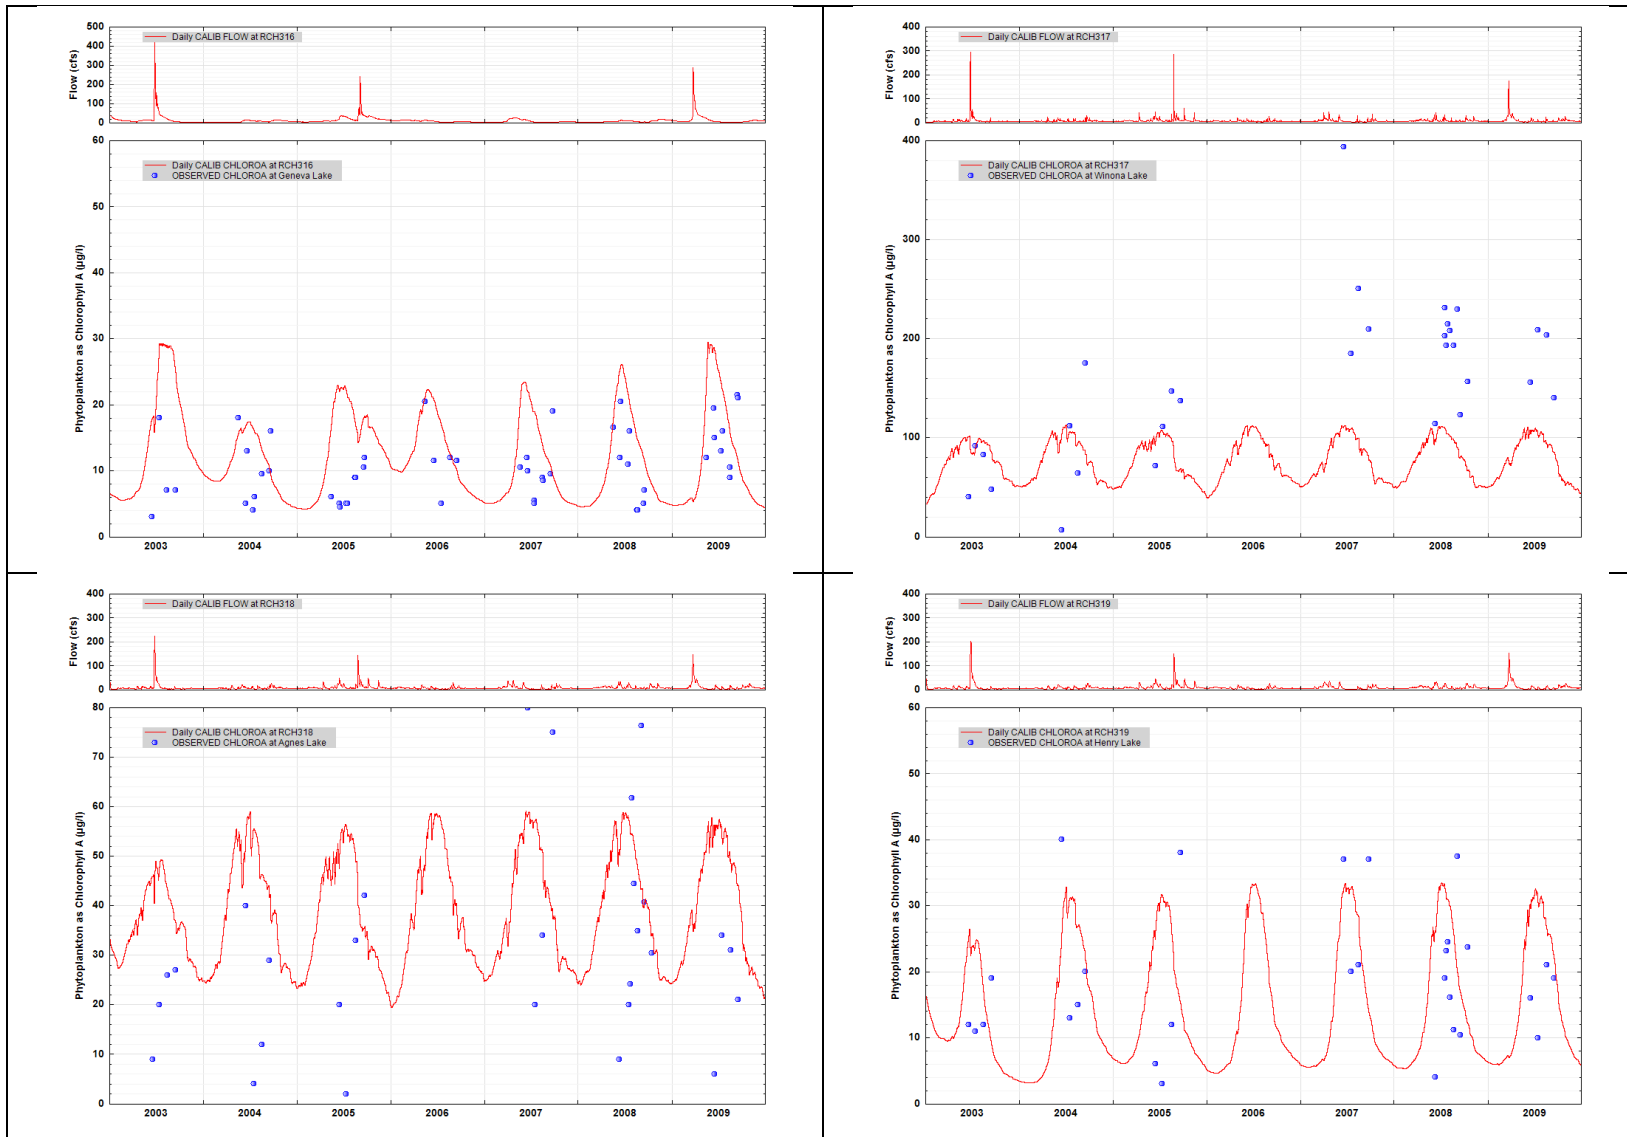 500
400
300
200
100
0
Flow (cfs)
Daily CALIB FLOW at RCH316
60
50
40
30
20
10
0
Phytoplankton as Chlorophyll A (µg/l)
Daily CALIB CHLOROA at RCH316
OBSERVED CHLOROA at Geneva Lake
2003 2004 2005 2006 2007 2008 2009
400
300
200
100
0
Flow (cfs)
Daily CALIB FLOW at RCH317
400
300
200
100
0
Phytoplankton as Chlorophyll A (µg/l)
Daily CALIB CHLOROA at RCH317
OBSERVED CHLOROA at Winona Lake
2003 2004 2005 2006 2007 2008 2009
400
300
200
100
0
Flow (cfs)
Daily CALIB FLOW at RCH318
80
70
60
50
40
30
20
10
0
Phytoplankton as Chlorophyll A (µg/l)
Daily CALIB CHLOROA at RCH318
OBSERVED CHLOROA at Agnes Lake
2003 2004 2005 2006 2007 2008 2009
400
300
200
100
0
Flow (cfs)
Daily CALIB FLOW at RCH319
60
50
40
30
20
10
0
Phytoplankton as Chlorophyll A (µg/l)
Daily CALIB CHLOROA at RCH319
OBSERVED CHLOROA at Henry Lake
2003 2004 2005 2006 2007 2008 2009